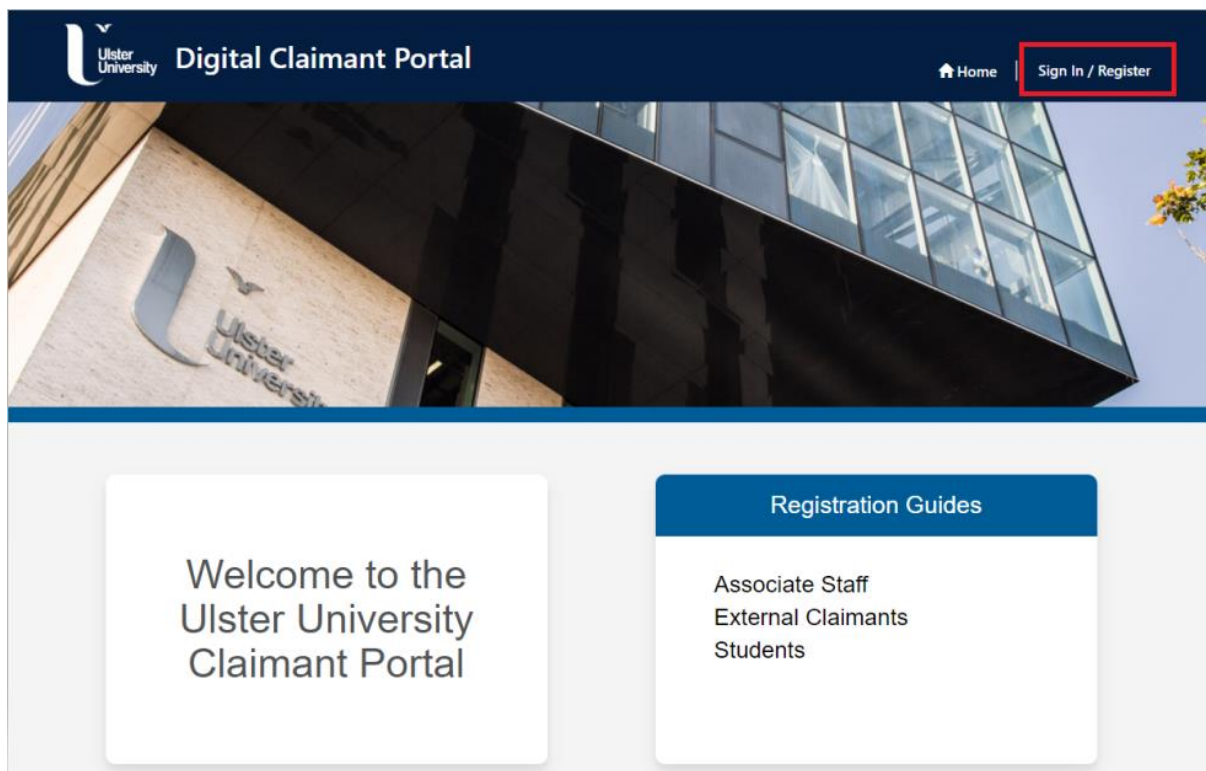 Ulster
University
Digital Claimant Portal
Home
Sign In / Register
Ulster
University
Welcome to the
Ulster University
Claimant Portal
Registration Guides
Associate Staff
External Claimants
Students